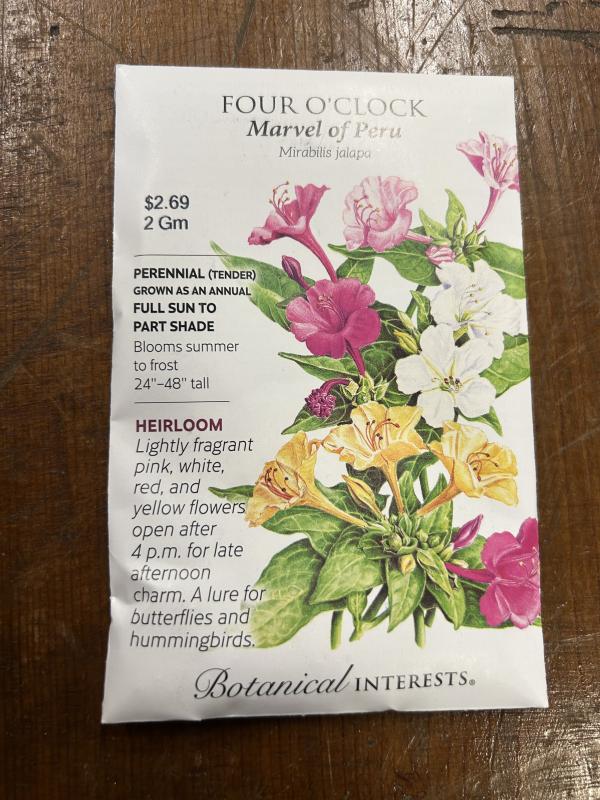 FOUR O'CLOCK
Marvel of Peru
Mirabilis jalapa
$2.69
2 Gm
PERENNIAL (TENDER)
GROWN AS AN ANNUAL
FULL SUN TO
PART SHADE
Blooms summer
to frost
24"–48" tall
HEIRLOOM
Lightly fragrant
pink, white,
red, and
yellow flowers
open after
4 p.m. for late
afternoon
charm. A lure for
butterflies and
hummingbirds.
Botanical INTERESTS®